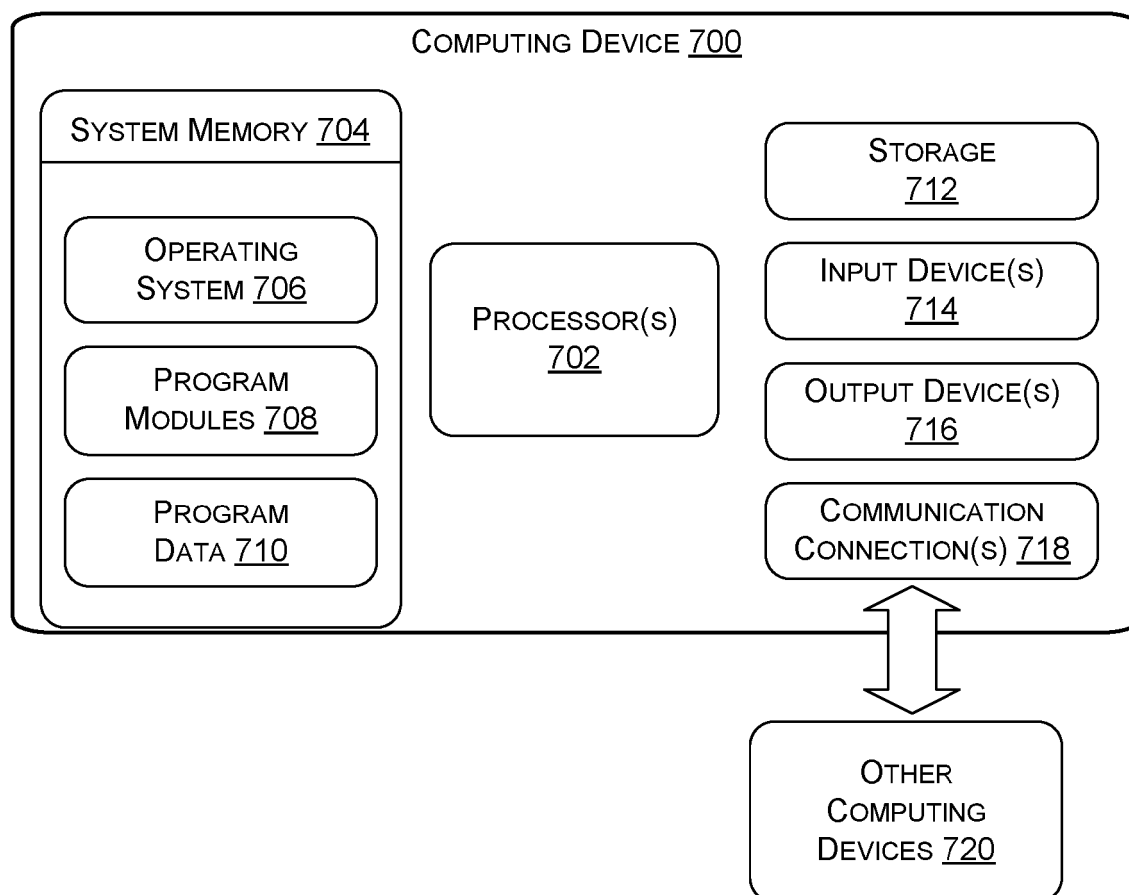 COMPUTING DEVICE 700
SYSTEM MEMORY 704
OPERATING
SYSTEM 706
PROGRAM
MODULES 708
PROGRAM
DATA 710
PROCESSOR(S)
702
STORAGE
712
INPUT DEVICE(S)
714
OUTPUT DEVICE(S)
716
COMMUNICATION
CONNECTION(S) 718
OTHER
COMPUTING
DEVICES 720